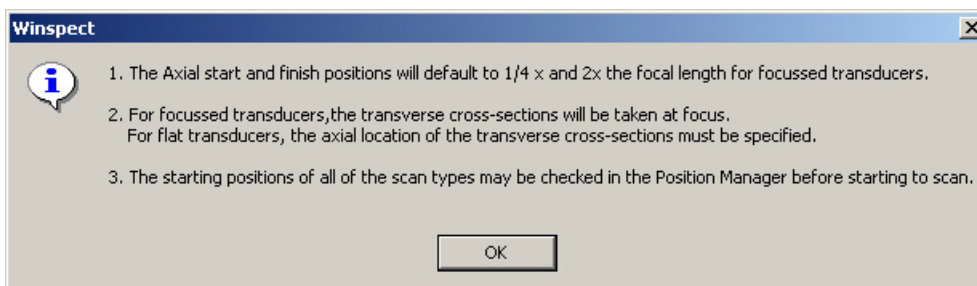 Winspect
1. The Axial start and finish positions will default to 1/4 x and 2x the focal length for focussed transducers.
2. For focussed transducers,the transverse cross-sections will be taken at focus.
For flat transducers, the axial location of the transverse cross-sections must be specified.
3. The starting positions of all of the scan types may be checked in the Position Manager before starting to scan.
OK